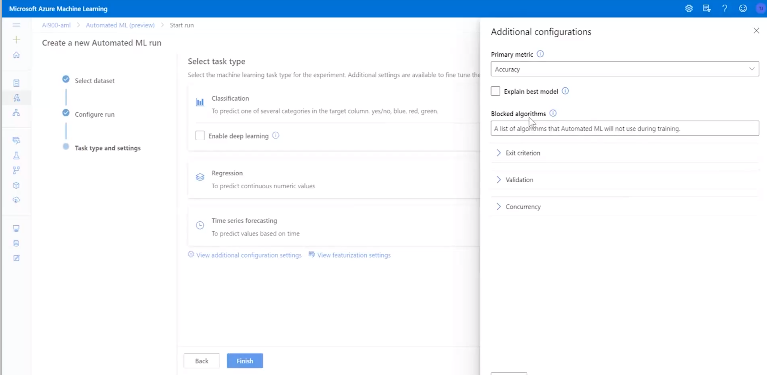 Microsoft Azure Machine Learning
AI900-aml > Automated ML (preview) > Start run
Create a new Automated ML run
Select dataset
Configure run
Task type and settings
Select task type
Select the machine learning task type for the experiment. Additional settings are available to fine tune the
Classification
To predict one of several categories in the target column. yes/no, blue, red, green.
Enable deep learning
Regression
To predict continuous numeric values
Time series forecasting
To predict values based on time
View additional configuration settings
View featurization settings
Back
Finish
Additional configurations
Primary metric
Accuracy
Explain best model
Blocked algorithms
A list of algorithms that Automated ML will not use during training.
Exit criterion
Validation
Concurrency